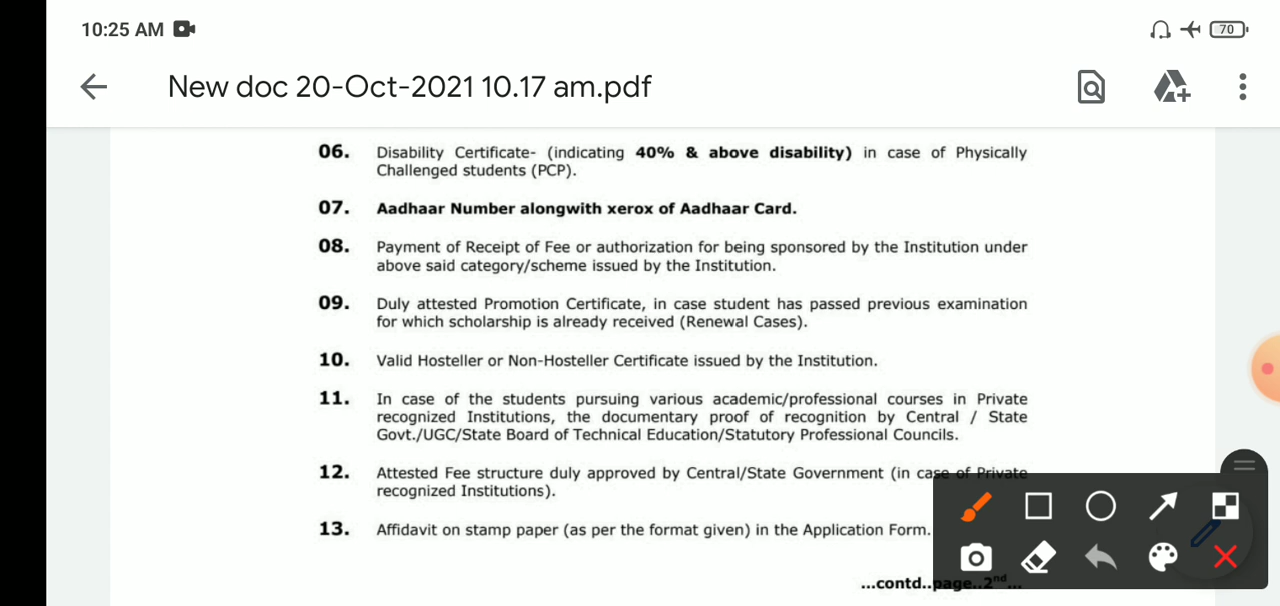 10:25 AM
70
New doc 20-Oct-2021 10.17 am.pdf
06. Disability Certificate- (indicating 40% & above disability) in case of Physically
Challenged students (PCP).
07. Aadhaar Number alongwith xerox of Aadhaar Card.
08. Payment of Receipt of Fee or authorization for being sponsored by the Institution under
above said category/scheme issued by the Institution.
09. Duly attested Promotion Certificate, in case student has passed previous examination
for which scholarship is already received (Renewal Cases).
10. Valid Hosteller or Non-Hosteller Certificate issued by the Institution.
11. In case of the students pursuing various academic/professional courses in Private
recognized Institutions, the documentary proof of recognition by Central / State
Govt./UGC/State Board of Technical Education/Statutory Professional Councils.
12. Attested Fee structure duly approved by Central/State Government (in case of Private
recognized Institutions).
13. Affidavit on stamp paper (as per the format given) in the Application Form.
...contd..page..2nd...